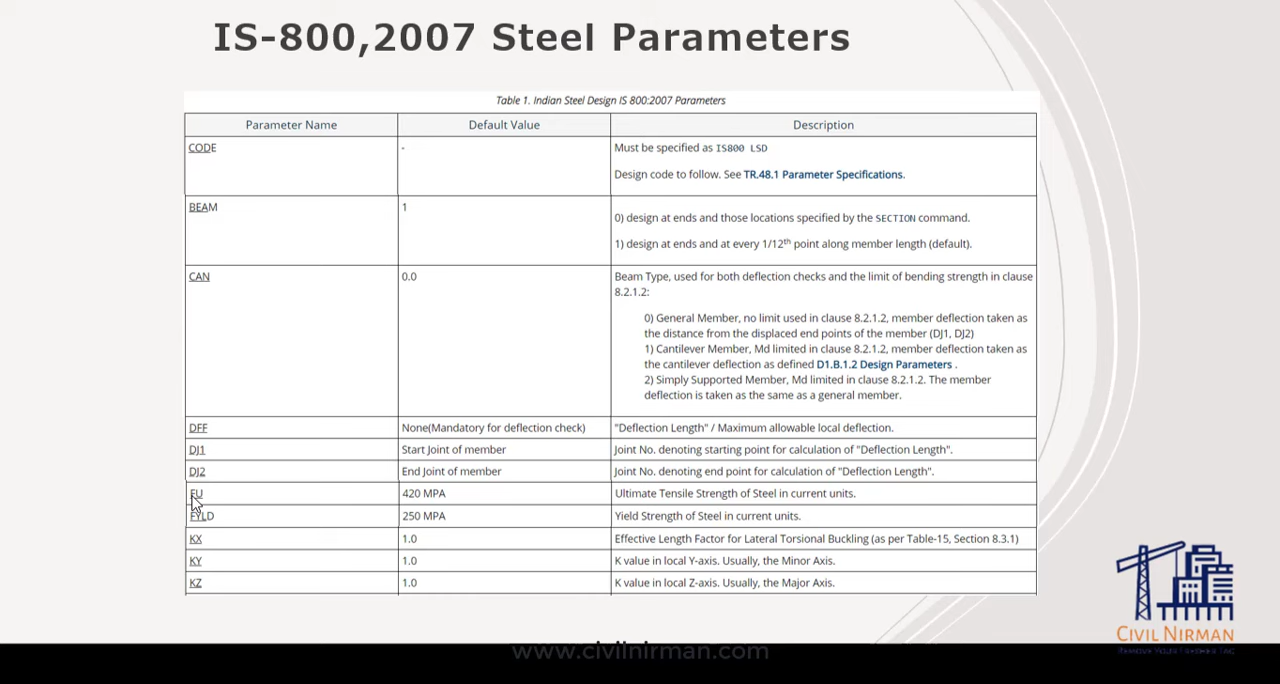 IS-800,2007 Steel Parameters
Table 1. Indian Steel Design IS 800:2007 Parameters
Parameter Name Default Value Description
CODE - Must be specified as IS800 LSD
Design code to follow. See TR.48.1 Parameter Specifications.
BEAM 1
0) design at ends and those locations specified by the SECTION command.
1) design at ends and at every 1/12th point along member length (default).
CAN 0.0 Beam Type, used for both deflection checks and the limit of bending strength in clause
8.2.1.2:
0) General Member, no limit used in clause 8.2.1.2, member deflection taken as
the distance from the displaced end points of the member (DJ1, DJ2)
1) Cantilever Member, Md limited in clause 8.2.1.2, member deflection taken as
the cantilever deflection as defined D1.B.1.2 Design Parameters .
2) Simply Supported Member, Md limited in clause 8.2.1.2. The member
deflection is taken as the same as a general member.
DFF None(Mandatory for deflection check) "Deflection Length" / Maximum allowable local deflection.
DJ1 Start Joint of member Joint No. denoting starting point for calculation of "Deflection Length".
DJ2 End Joint of member Joint No. denoting end point for calculation of "Deflection Length".
FU 420 MPA Ultimate Tensile Strength of Steel in current units.
FYLD 250 MPA Yield Strength of Steel in current units.
KX 1.0 Effective Length Factor for Lateral Torsional Buckling (as per Table-15, Section 8.3.1)
KY 1.0 K value in local Y-axis. Usually, the Minor Axis.
KZ 1.0 K value in local Z-axis. Usually, the Major Axis.
CIVIL NIRMAN
www.civilnirman.com